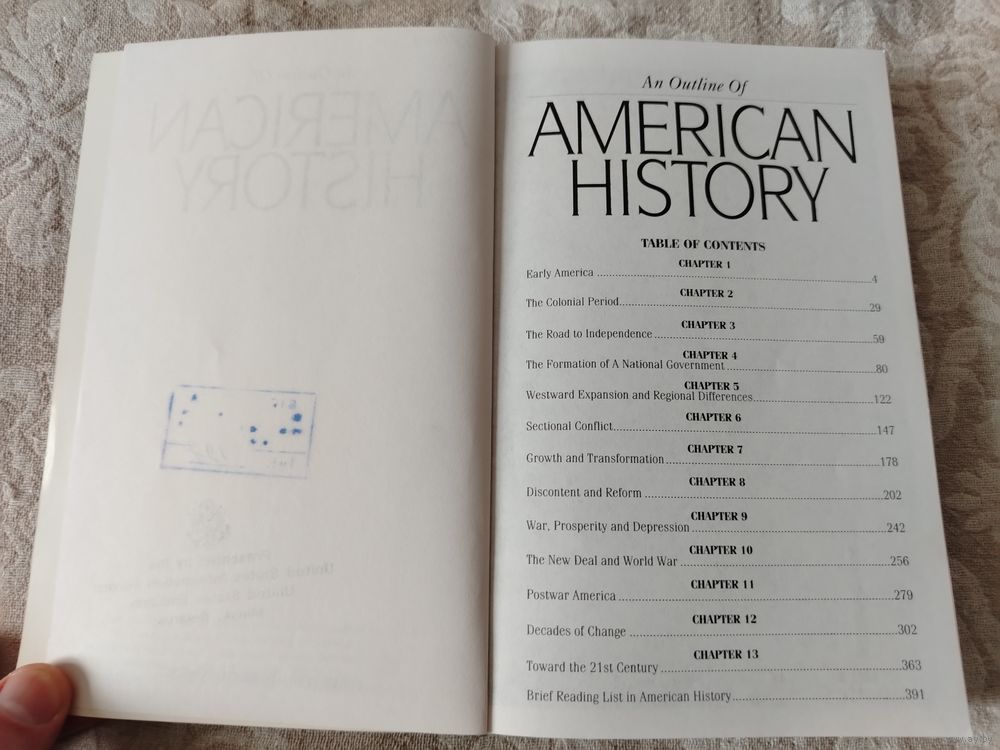 An Outline Of
AMERICAN
HISTORY
TABLE OF CONTENTS
CHAPTER 1
Early America ........................ 4
CHAPTER 2
The Colonial Period........................ 29
CHAPTER 3
The Road to Independence ........................ 59
CHAPTER 4
The Formation of A National Government ........................ 80
CHAPTER 5
Westward Expansion and Regional Differences........................ 122
CHAPTER 6
Sectional Conflict........................ 147
CHAPTER 7
Growth and Transformation ........................ 178
CHAPTER 8
Discontent and Reform ........................ 202
CHAPTER 9
War, Prosperity and Depression ........................ 242
CHAPTER 10
The New Deal and World War ........................ 256
CHAPTER 11
Postwar America ........................ 279
CHAPTER 12
Decades of Change ........................ 302
CHAPTER 13
Toward the 21st Century ........................ 363
Brief Reading List in American History ........................ 391